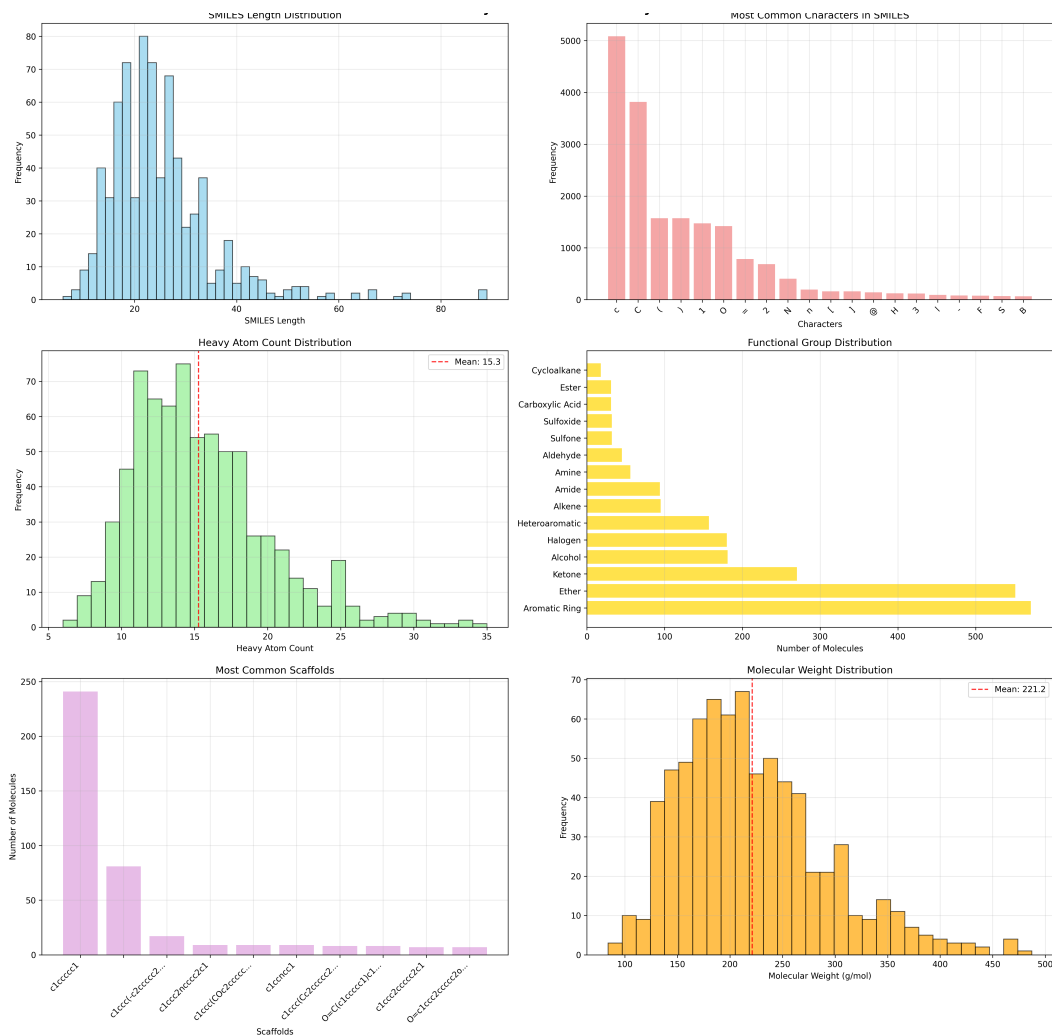 SMILES Length Distribution
Frequency
80
70
60
50
40
30
20
10
0
20
40
60
80
SMILES Length
Most Common Characters in SMILES
Frequency
5000
4000
3000
2000
1000
0
c
C
(
)
1
O
=
2
N
n
[
]
@
H
3
l
-
F
S
B
Characters
Heavy Atom Count Distribution
Mean: 15.3
Frequency
70
60
50
40
30
20
10
0
5
10
15
20
25
30
35
Heavy Atom Count
Functional Group Distribution
Cycloalkane
Ester
Carboxylic Acid
Sulfoxide
Sulfone
Aldehyde
Amine
Amide
Alkene
Heteroaromatic
Halogen
Alcohol
Ketone
Ether
Aromatic Ring
0
100
200
300
400
500
Number of Molecules
Most Common Scaffolds
Number of Molecules
250
200
150
100
50
0
c1ccccc1
c1ccc(-c2ccccc2...
c1ccc2ncccc2c1
c1ccc(COc2cccc...
c1ccncc1
c1ccc(Cc2ccccc2...
O=C(c1ccccc1)c1...
c1ccc2ccccc2c1
O=c1ccc2ccccc2o...
Scaffolds
Molecular Weight Distribution
Mean: 221.2
Frequency
70
60
50
40
30
20
10
0
100
150
200
250
300
350
400
450
500
Molecular Weight (g/mol)